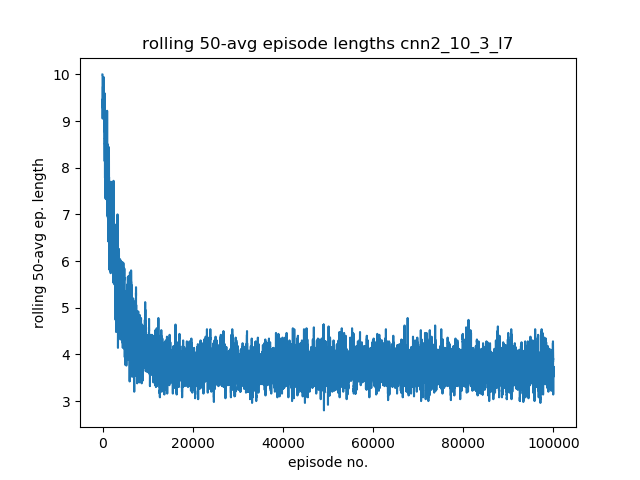 rolling 50-avg episode lengths cnn2_10_3_l7
10
9
8
7
6
5
4
3
rolling 50-avg ep. length
0 20000 40000 60000 80000 100000
episode no.